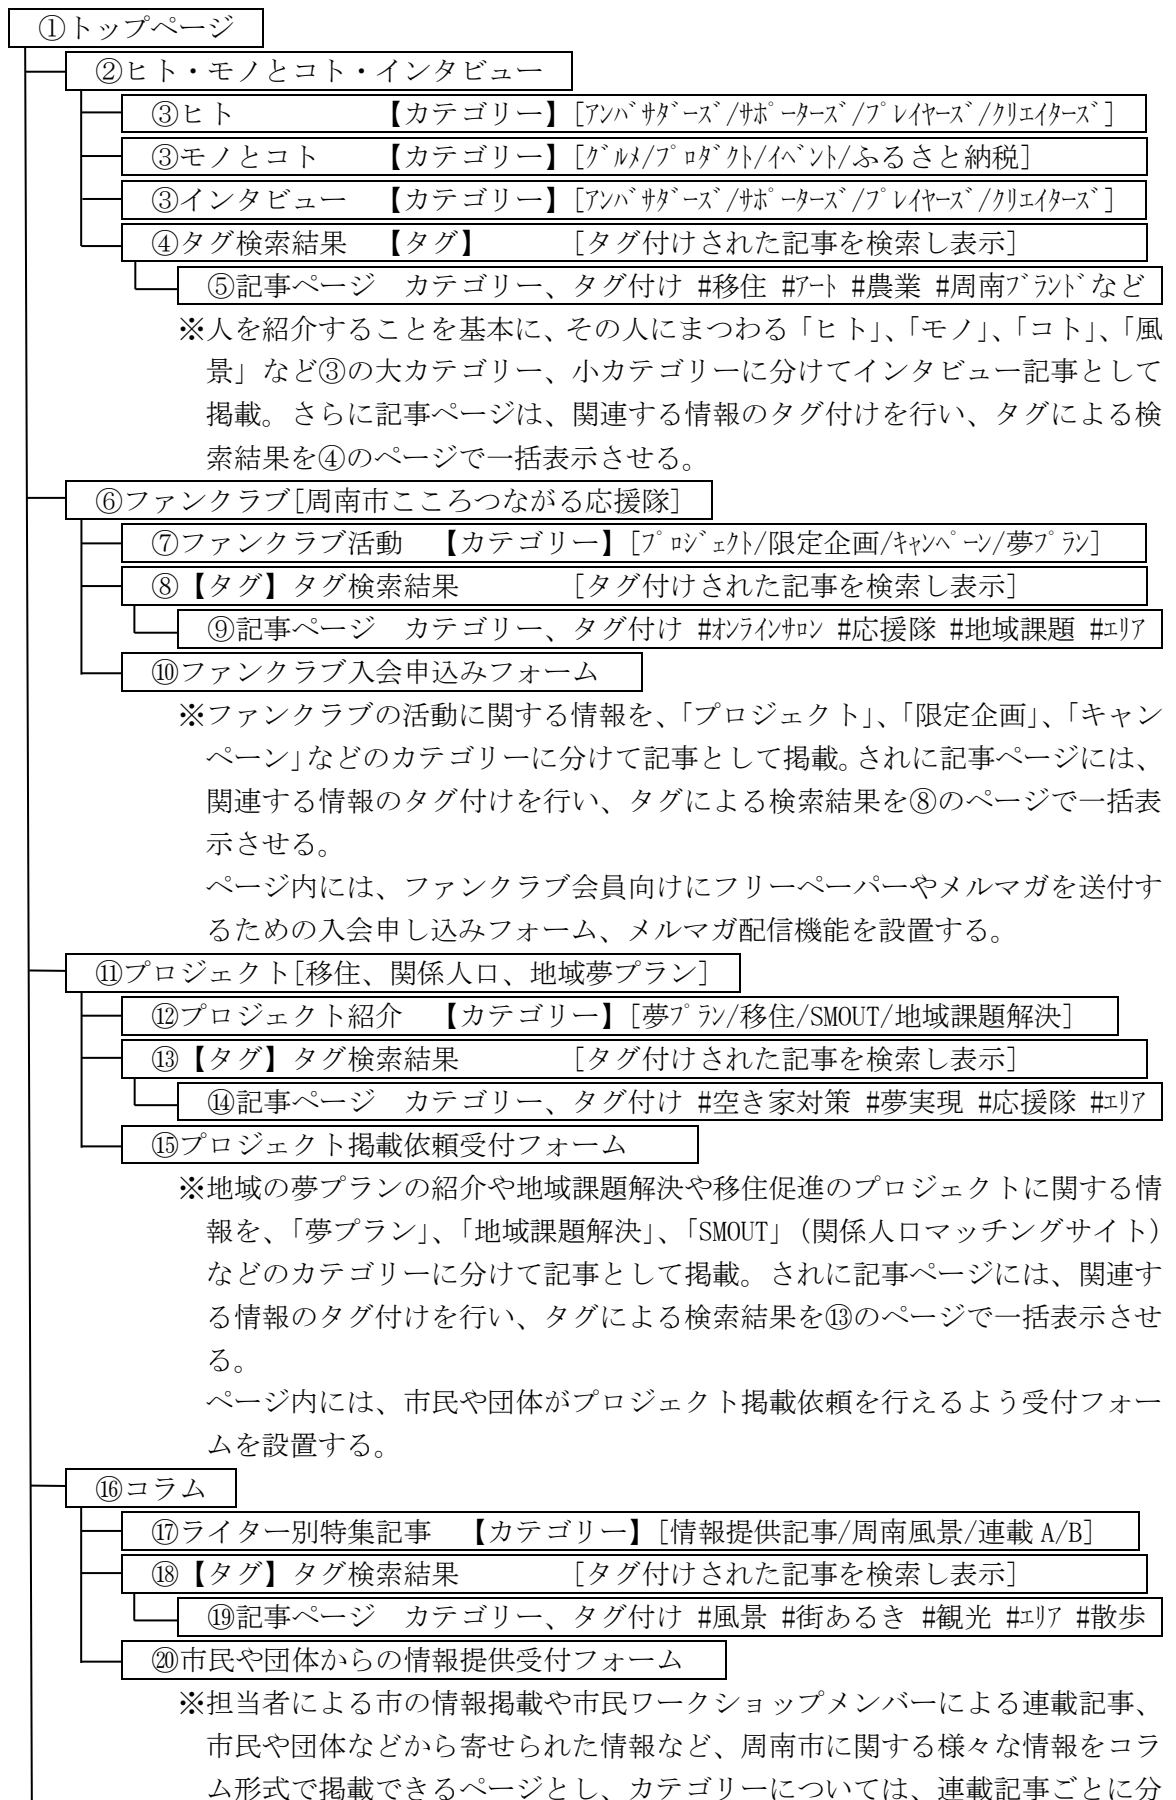 ①トップページ
②ヒト・モノとコト・インタビュー
③ヒト　　　　【カテゴリー】[ｱﾝﾊﾞｻﾀﾞｰｽﾞ/ｻﾎﾟｰﾀｰｽﾞ/ﾌﾟﾚｲﾔｰｽﾞ/ｸﾘｴｲﾀｰｽﾞ]
③モノとコト　　【カテゴリー】[ｸﾞﾙﾒ/ﾌﾟﾛﾀﾞｸﾄ/ｲﾍﾞﾝﾄ/ふるさと納税]
③インタビュー　【カテゴリー】[ｱﾝﾊﾞｻﾀﾞｰｽﾞ/ｻﾎﾟｰﾀｰｽﾞ/ﾌﾟﾚｲﾔｰｽﾞ/ｸﾘｴｲﾀｰｽﾞ]
④タグ検索結果　【タグ】　　　[タグ付けされた記事を検索し表示]
⑤記事ページ　カテゴリー、タグ付け #移住 #ｱｰﾄ #農業 #周南ﾌﾞﾗﾝﾄﾞなど
※人を紹介することを基本に、その人にまつわる「ヒト」、「モノ」、「コト」、「風
景」など③の大カテゴリー、小カテゴリーに分けてインタビュー記事として
掲載。さらに記事ページは、関連する情報のタグ付けを行い、タグによる検
索結果を④のページで一括表示させる。
⑥ファンクラブ[周南市こころつながる応援隊]
⑦ファンクラブ活動　【カテゴリー】[ﾌﾟﾛｼﾞｪｸﾄ/限定企画/ｷｬﾝﾍﾟｰﾝ/夢ﾌﾟﾗﾝ]
⑧【タグ】タグ検索結果　　　　[タグ付けされた記事を検索し表示]
⑨記事ページ　カテゴリー、タグ付け #ｵﾝﾗｲﾝｻﾛﾝ #応援隊 #地域課題 #ｴﾘｱ
⑩ファンクラブ入会申込みフォーム
※ファンクラブの活動に関する情報を、「プロジェクト」、「限定企画」、「キャン
ペーン」などのカテゴリーに分けて記事として掲載。されに記事ページには、
関連する情報のタグ付けを行い、タグによる検索結果を⑧のページで一括表
示させる。
ページ内には、ファンクラブ会員向けにフリーペーパーやメルマガを送付す
るための入会申し込みフォーム、メルマガ配信機能を設置する。
⑪プロジェクト[移住、関係人口、地域夢プラン]
⑫プロジェクト紹介　【カテゴリー】[夢ﾌﾟﾗﾝ/移住/SMOUT/地域課題解決]
⑬【タグ】タグ検索結果　　　　[タグ付けされた記事を検索し表示]
⑭記事ページ　カテゴリー、タグ付け #空き家対策 #夢実現 #応援隊 #ｴﾘｱ
⑮プロジェクト掲載依頼受付フォーム
※地域の夢プランの紹介や地域課題解決や移住促進のプロジェクトに関する情
報を、「夢プラン」、「地域課題解決」、「SMOUT」（関係人口マッチングサイト）
などのカテゴリーに分けて記事として掲載。されに記事ページには、関連す
る情報のタグ付けを行い、タグによる検索結果を⑬のページで一括表示させ
る。
ページ内には、市民や団体がプロジェクト掲載依頼を行えるよう受付フォー
ムを設置する。
⑯コラム
⑰ライター別特集記事　【カテゴリー】[情報提供記事/周南風景/連載 A/B]
⑱【タグ】タグ検索結果　　　　[タグ付けされた記事を検索し表示]
⑲記事ページ　カテゴリー、タグ付け #風景 #街あるき #観光 #ｴﾘｱ #散歩
⑳市民や団体からの情報提供受付フォーム
※担当者による市の情報掲載や市民ワークショップメンバーによる連載記事、
市民や団体などから寄せられた情報など、周南市に関する様々な情報をコラ
ム形式で掲載できるページとし、カテゴリーについては、連載記事ごとに分